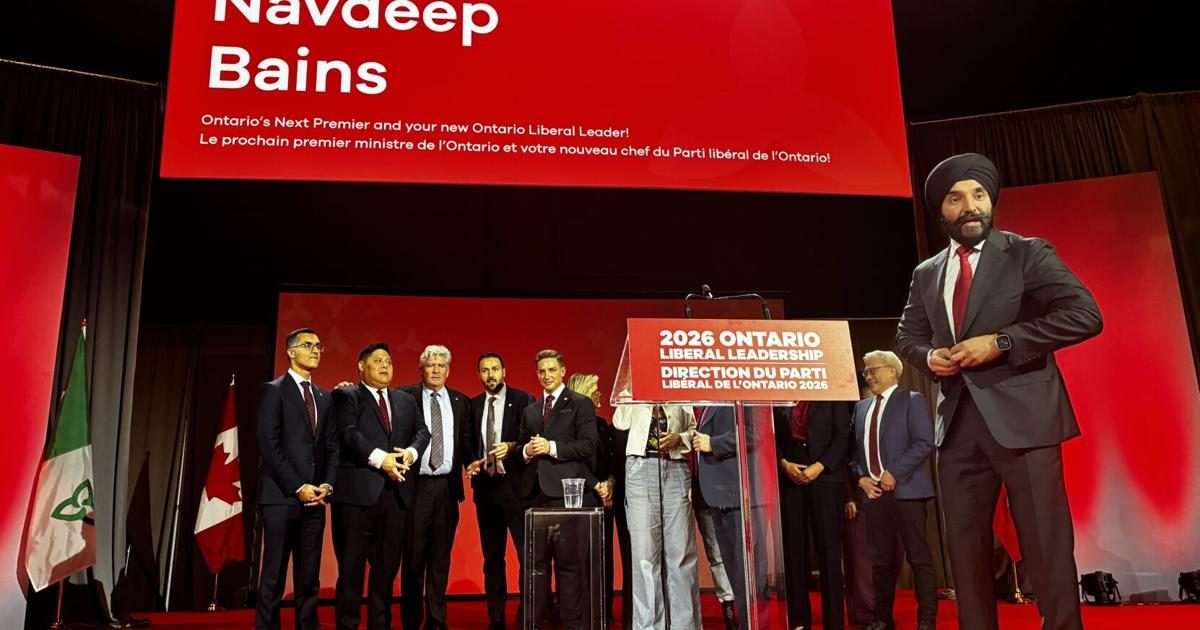 Navdeep
Bains
Ontario's Next Premier and your new Ontario Liberal Leader!
Le prochain premier ministre de l'Ontario et votre nouveau chef du Parti libéral de l'Ontario!
2026 ONTARIO
LIBERAL LEADERSHIP
DIRECTION DU PARTI
LIBÉRAL DE L'ONTARIO 2026